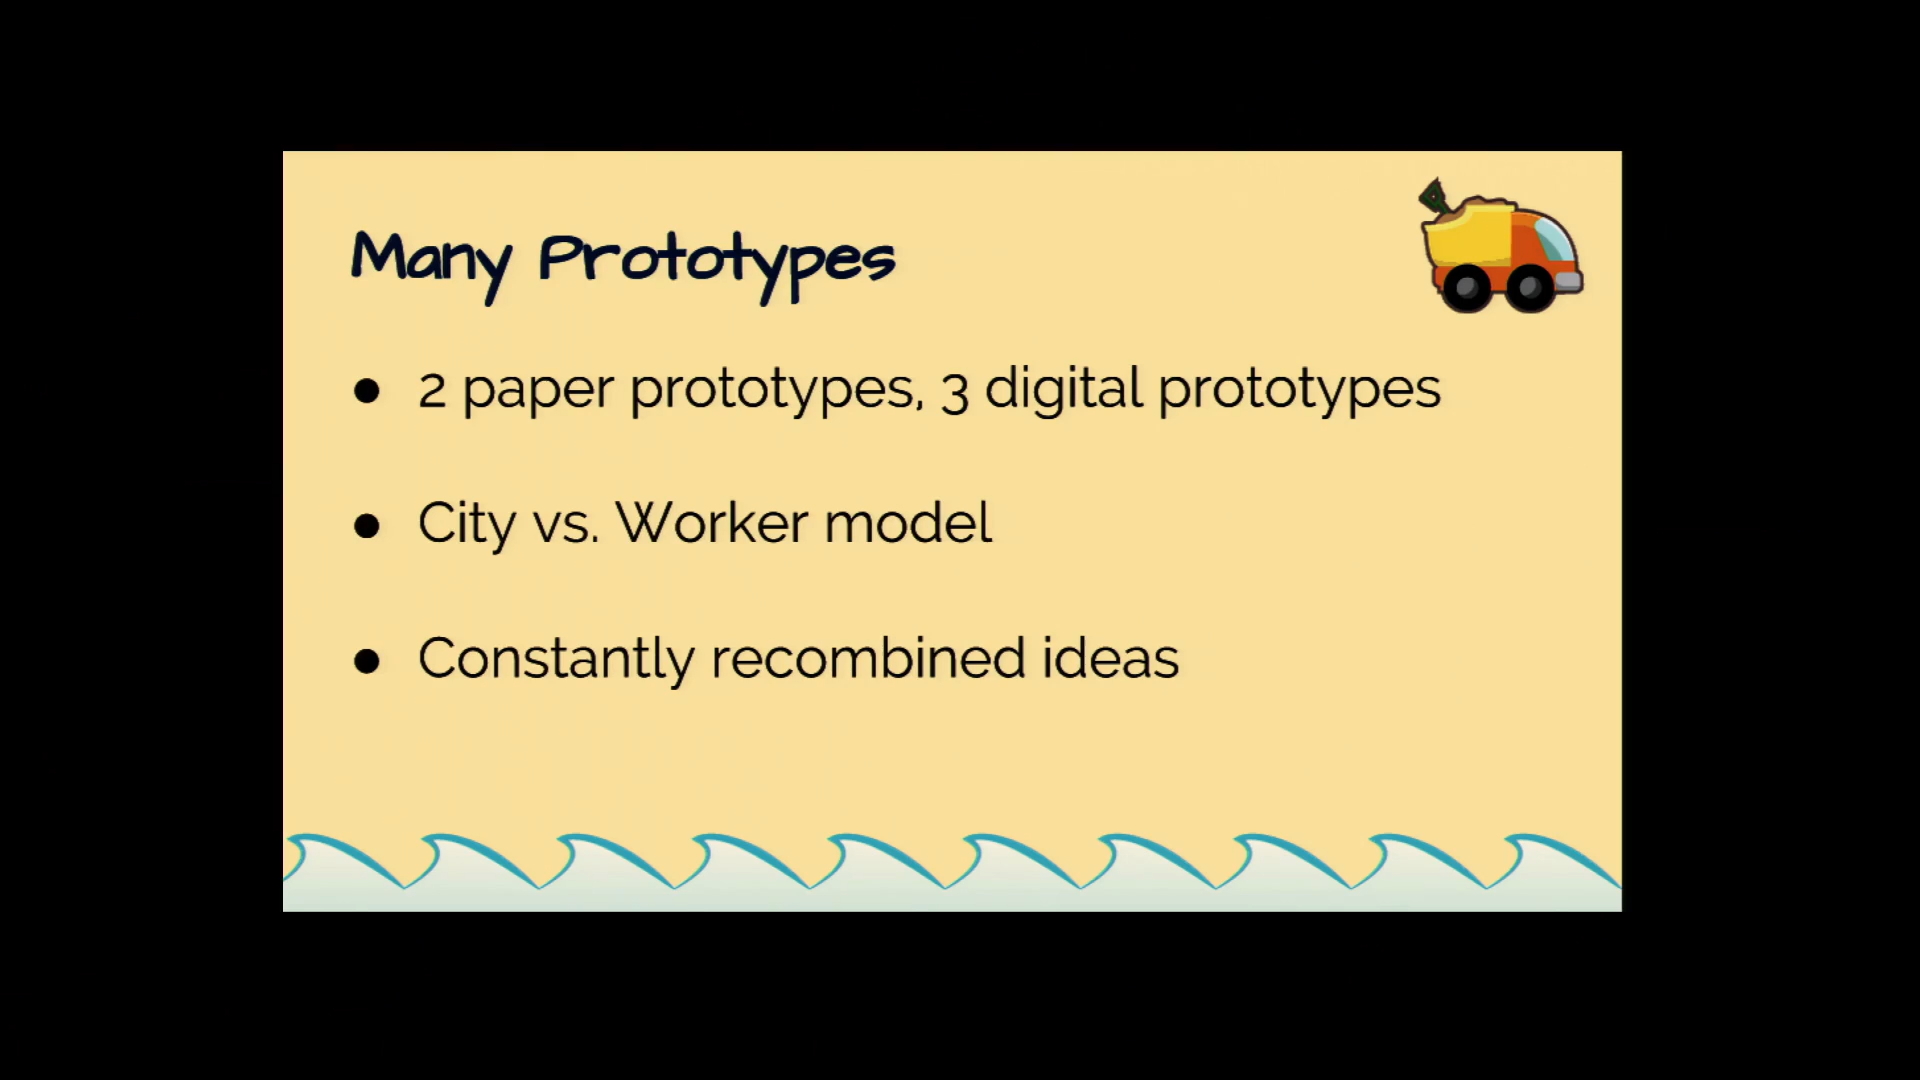 Many Prototypes
● 2 paper prototypes, 3 digital prototypes
● City vs. Worker model
● Constantly recombined ideas